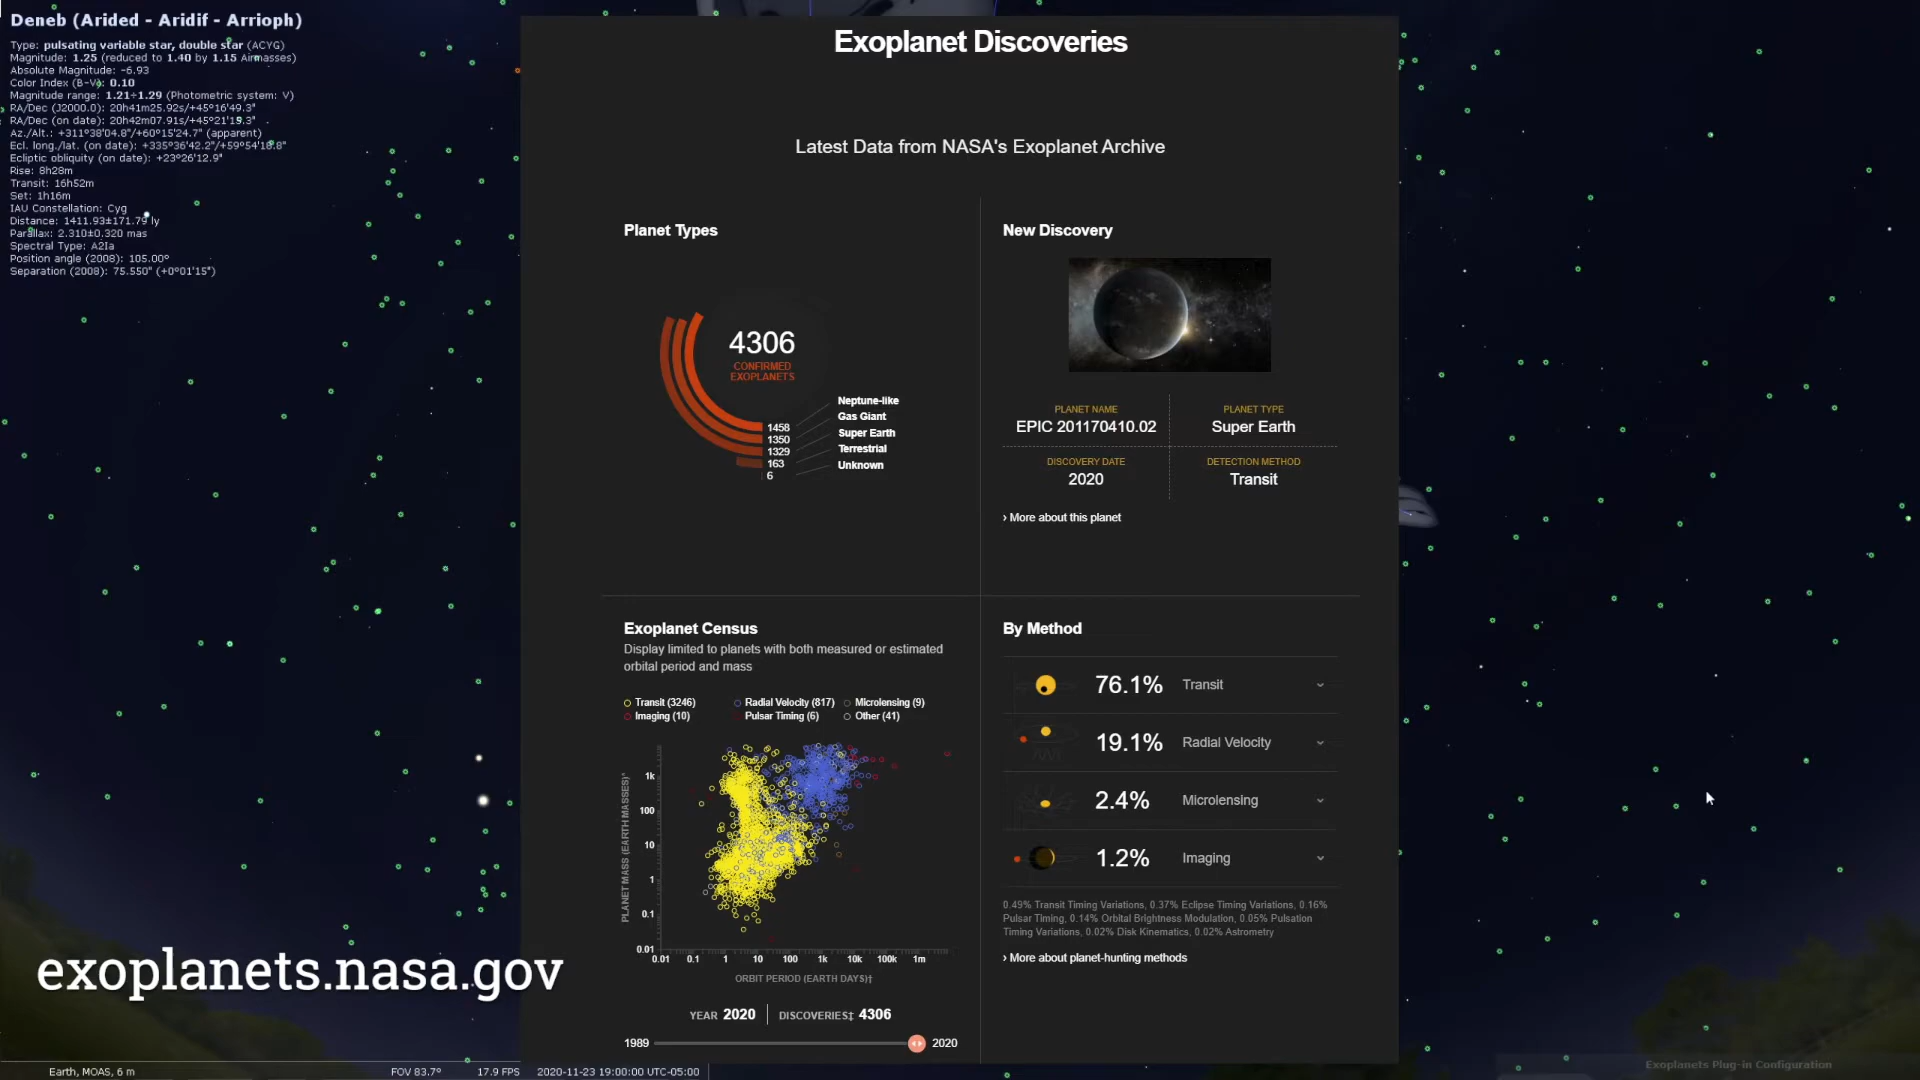 Deneb (Arided - Aridif - Arrioph)
Type: pulsating variable star, double star (ACYG)
Magnitude: 1.25 (reduced to 1.40 by 1.15 Airmasses)
Absolute Magnitude: -6.93
Color Index (B-V): 0.10
Magnitude range: 1.21÷1.29 (Photometric system: V)
RA/Dec (J2000.0): 20h41m25.92s/+45°16'49.3"
RA/Dec (on date): 20h42m07.91s/+45°21'15.3"
Az./Alt.: +311°38'04.8"/+60°15'24.7" (apparent)
Ecl. long./lat. (on date): +335°36'42.2"/+59°54'18.8"
Ecliptic obliquity (on date): +23°26'12.9"
Rise: 8h28m
Transit: 16h52m
Set: 1h16m
IAU Constellation: Cyg
Distance: 1411.93±171.79 ly
Parallax: 2.310±0.320 mas
Spectral Type: A2Ia
Position angle (2008): 105.00°
Separation (2008): 75.550" (+0°01'15")
Exoplanet Discoveries
Latest Data from NASA's Exoplanet Archive
Planet Types
4306
CONFIRMED
EXOPLANETS
1458 Neptune-like
1350 Gas Giant
1329 Super Earth
163 Terrestrial
6 Unknown
New Discovery
PLANET NAME PLANET TYPE
EPIC 201170410.02 Super Earth
DISCOVERY DATE DETECTION METHOD
2020 Transit
› More about this planet
Exoplanet Census
Display limited to planets with both measured or estimated
orbital period and mass
Transit (3246) Radial Velocity (817) Microlensing (9)
Imaging (10) Pulsar Timing (6) Other (41)
PLANET MASS (EARTH MASSES)*
1k
100
10
1
0.1
0.01
0.01 0.1 1 10 100 1k 10k 100k 1m
ORBIT PERIOD (EARTH DAYS)†
YEAR 2020 DISCOVERIES‡ 4306
1989 2020
By Method
76.1% Transit
19.1% Radial Velocity
2.4% Microlensing
1.2% Imaging
0.49% Transit Timing Variations, 0.37% Eclipse Timing Variations, 0.16%
Pulsar Timing, 0.14% Orbital Brightness Modulation, 0.05% Pulsation
Timing Variations, 0.02% Disk Kinematics, 0.02% Astrometry
› More about planet-hunting methods
exoplanets.nasa.gov
Earth, MOAS, 6 m FOV 83.7° 17.9 FPS 2020-11-23 19:00:00 UTC-05:00
Exoplanets Plug-in Configuration